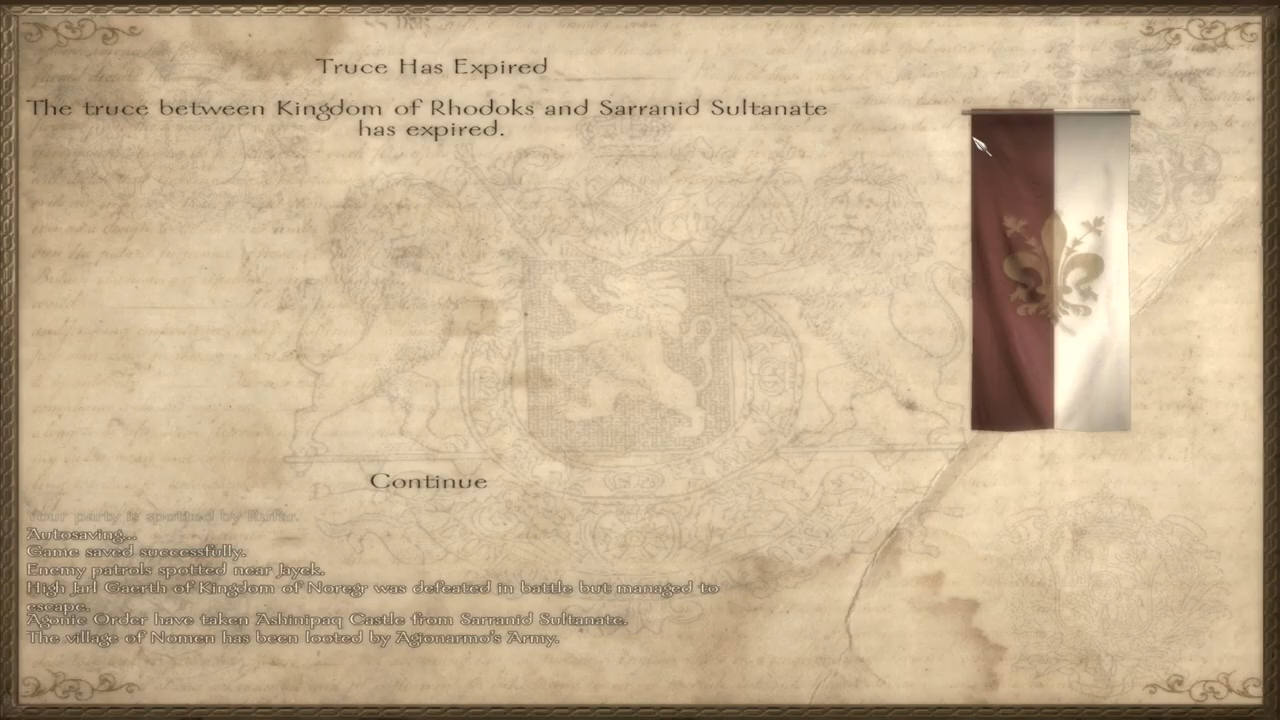 Truce Has Expired
The truce between Kingdom of Rhodoks and Sarranid Sultanate
has expired.
Continue
Your party is spotted by Rufar.
Autosaving...
Game saved successfully.
Enemy patrols spotted near Jayek.
High Jarl Gaerth of Kingdom of Noregr was defeated in battle but managed to
escape.
Agonie Order have taken Ashinipaq Castle from Sarranid Sultanate.
The village of Nomen has been looted by Agionarmo's Army.